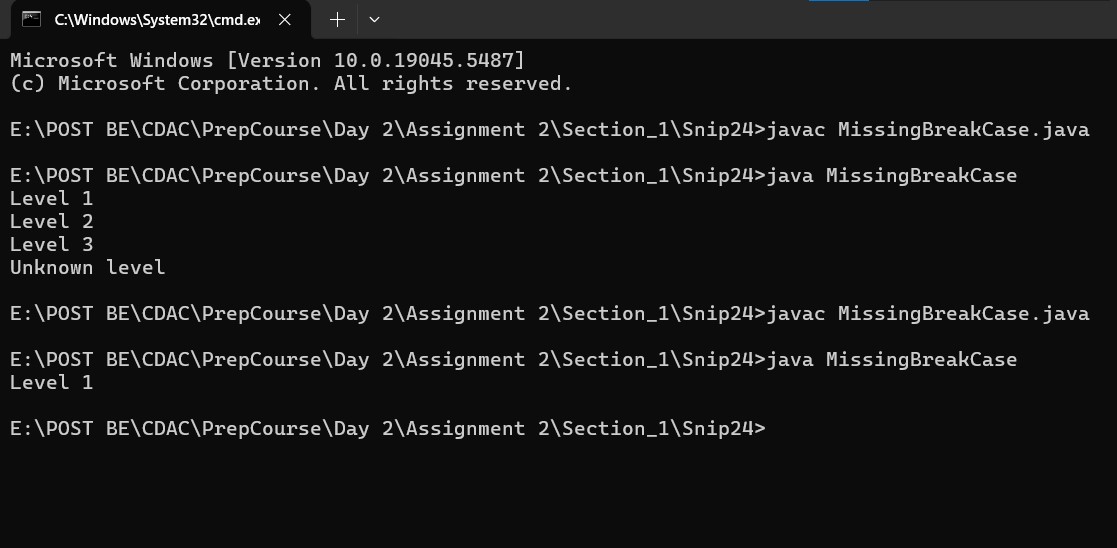 C:\Windows\System32\cmd.ex
Microsoft Windows [Version 10.0.19045.5487]
(c) Microsoft Corporation. All rights reserved.
E:\POST BE\CDAC\PrepCourse\Day 2\Assignment 2\Section_1\Snip24>javac MissingBreakCase.java
E:\POST BE\CDAC\PrepCourse\Day 2\Assignment 2\Section_1\Snip24>java MissingBreakCase
Level 1
Level 2
Level 3
Unknown level
E:\POST BE\CDAC\PrepCourse\Day 2\Assignment 2\Section_1\Snip24>javac MissingBreakCase.java
E:\POST BE\CDAC\PrepCourse\Day 2\Assignment 2\Section_1\Snip24>java MissingBreakCase
Level 1
E:\POST BE\CDAC\PrepCourse\Day 2\Assignment 2\Section_1\Snip24>